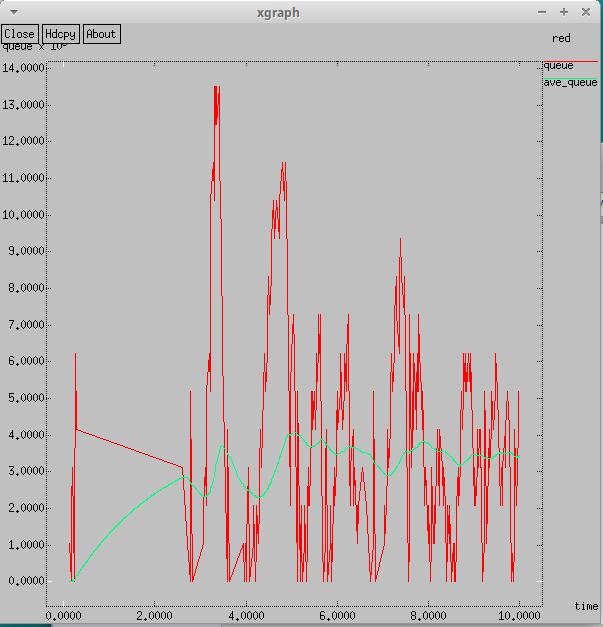 xgraph
Close Hdcpy About
queue x 10³
red
queue
ave_queue
14.0000
13.0000
12.0000
11.0000
10.0000
9.0000
8.0000
7.0000
6.0000
5.0000
4.0000
3.0000
2.0000
1.0000
0.0000
time
0.0000 2.0000 4.0000 6.0000 8.0000 10.0000